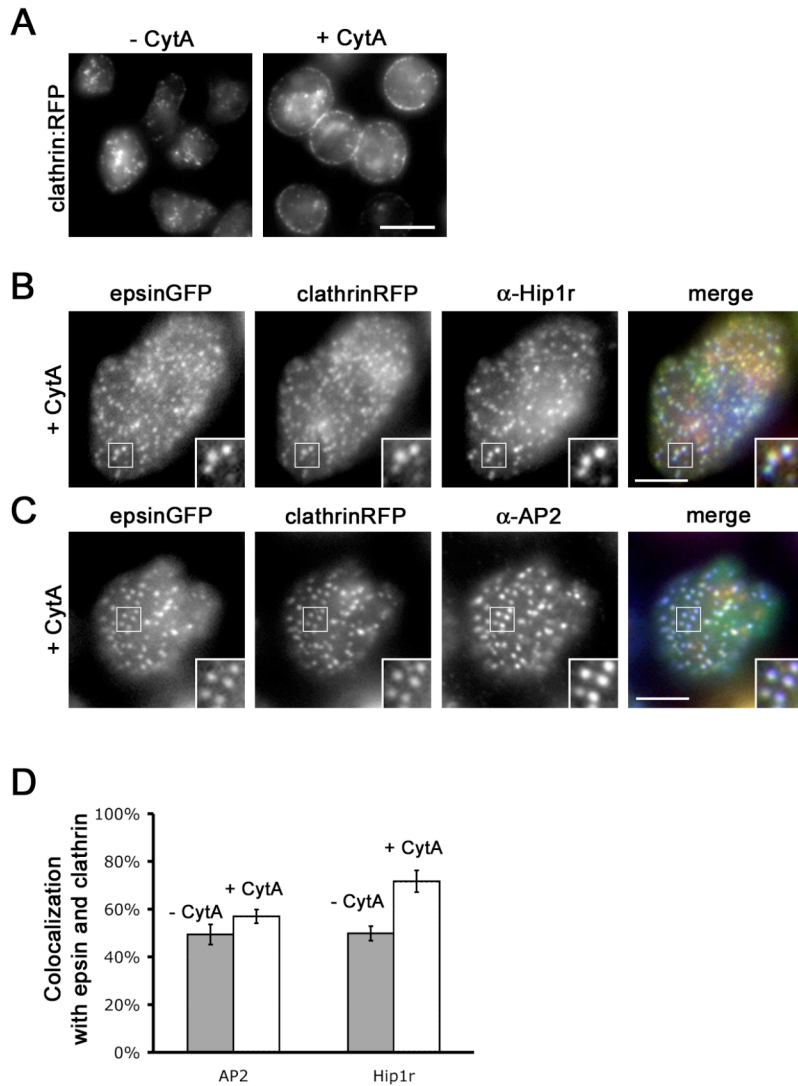 A
- CytA + CytA
clathrin:RFP
B
epsinGFP clathrinRFP α-Hip1r merge
+ CytA
C
epsinGFP clathrinRFP α-AP2 merge
+ CytA
D
Colocalization
with epsin and clathrin
100%
80%
60%
40%
20%
0%
- CytA
+ CytA
- CytA
+ CytA
AP2 Hip1r